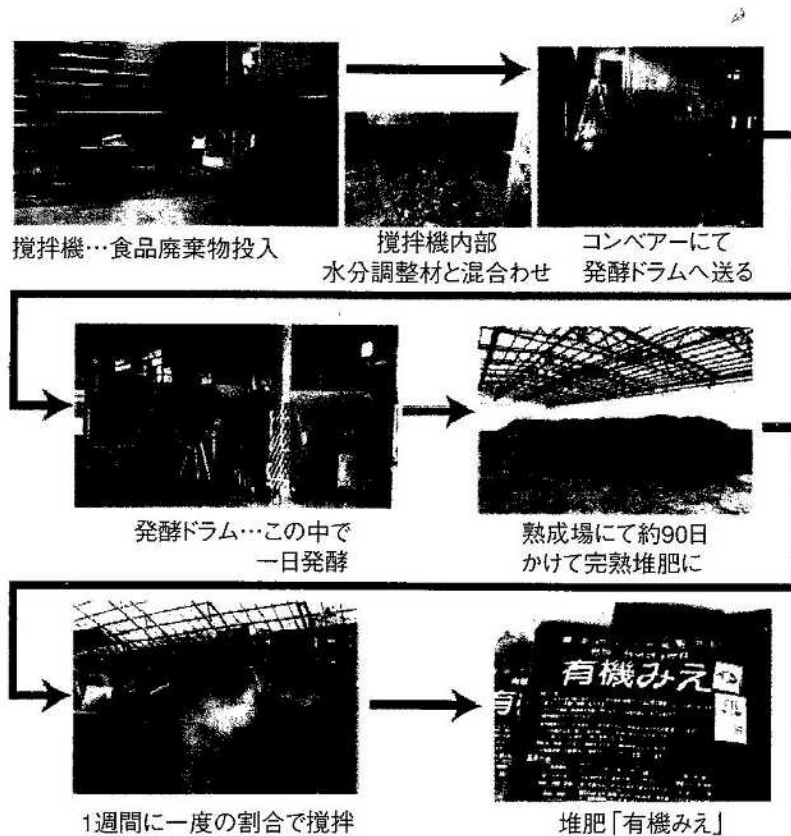 攪拌機…食品廃棄物投入
攪拌機内部
水分調整材と混合わせ
コンベアーにて
発酵ドラムへ送る
発酵ドラム…この中で
一日発酵
熟成場にて約90日
かけて完熟堆肥に
1週間に一度の割合で攪拌
有機みえ
堆肥「有機みえ」